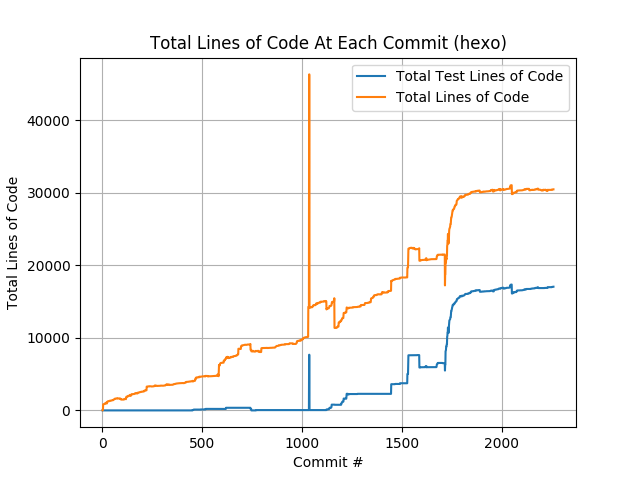 Total Lines of Code At Each Commit (hexo)
Total Test Lines of Code
Total Lines of Code
Total Lines of Code
40000
30000
20000
10000
0
0
500
1000
1500
2000
Commit #